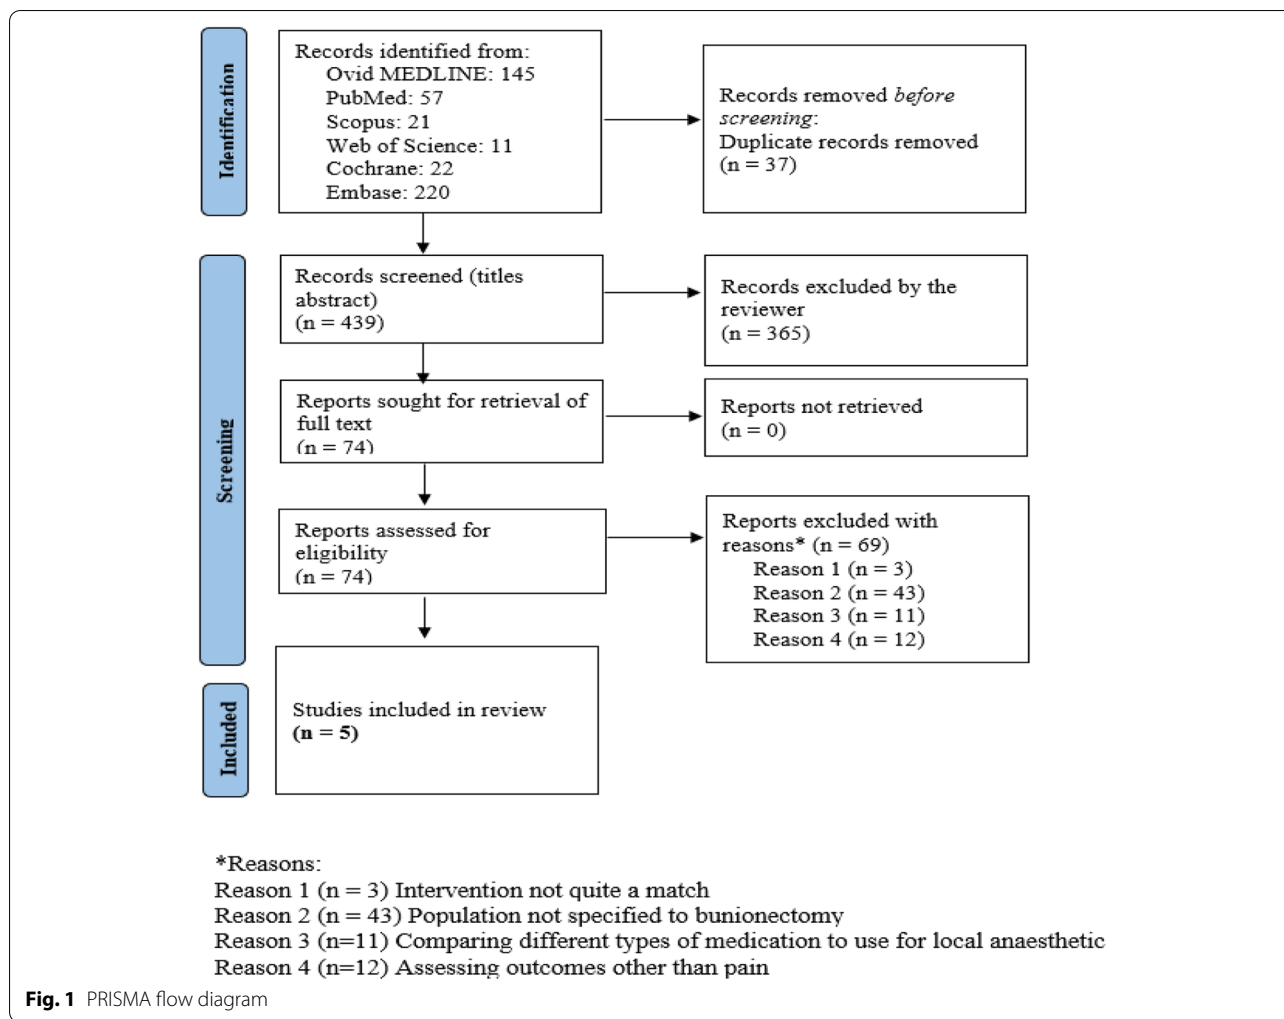 Identification
Records identified from:
Ovid MEDLINE: 145
PubMed: 57
Scopus: 21
Web of Science: 11
Cochrane: 22
Embase: 220
Records removed before
screening:
Duplicate records removed
(n = 37)
Screening
Records screened (titles
abstract)
(n = 439)
Records excluded by the
reviewer
(n = 365)
Reports sought for retrieval of
full text
(n = 74)
Reports not retrieved
(n = 0)
Reports assessed for
eligibility
(n = 74)
Reports excluded with
reasons* (n = 69)
Reason 1 (n = 3)
Reason 2 (n = 43)
Reason 3 (n = 11)
Reason 4 (n = 12)
Included
Studies included in review
(n = 5)
*Reasons:
Reason 1 (n = 3) Intervention not quite a match
Reason 2 (n = 43) Population not specified to bunionectomy
Reason 3 (n=11) Comparing different types of medication to use for local anaesthetic
Reason 4 (n=12) Assessing outcomes other than pain
Fig. 1 PRISMA flow diagram